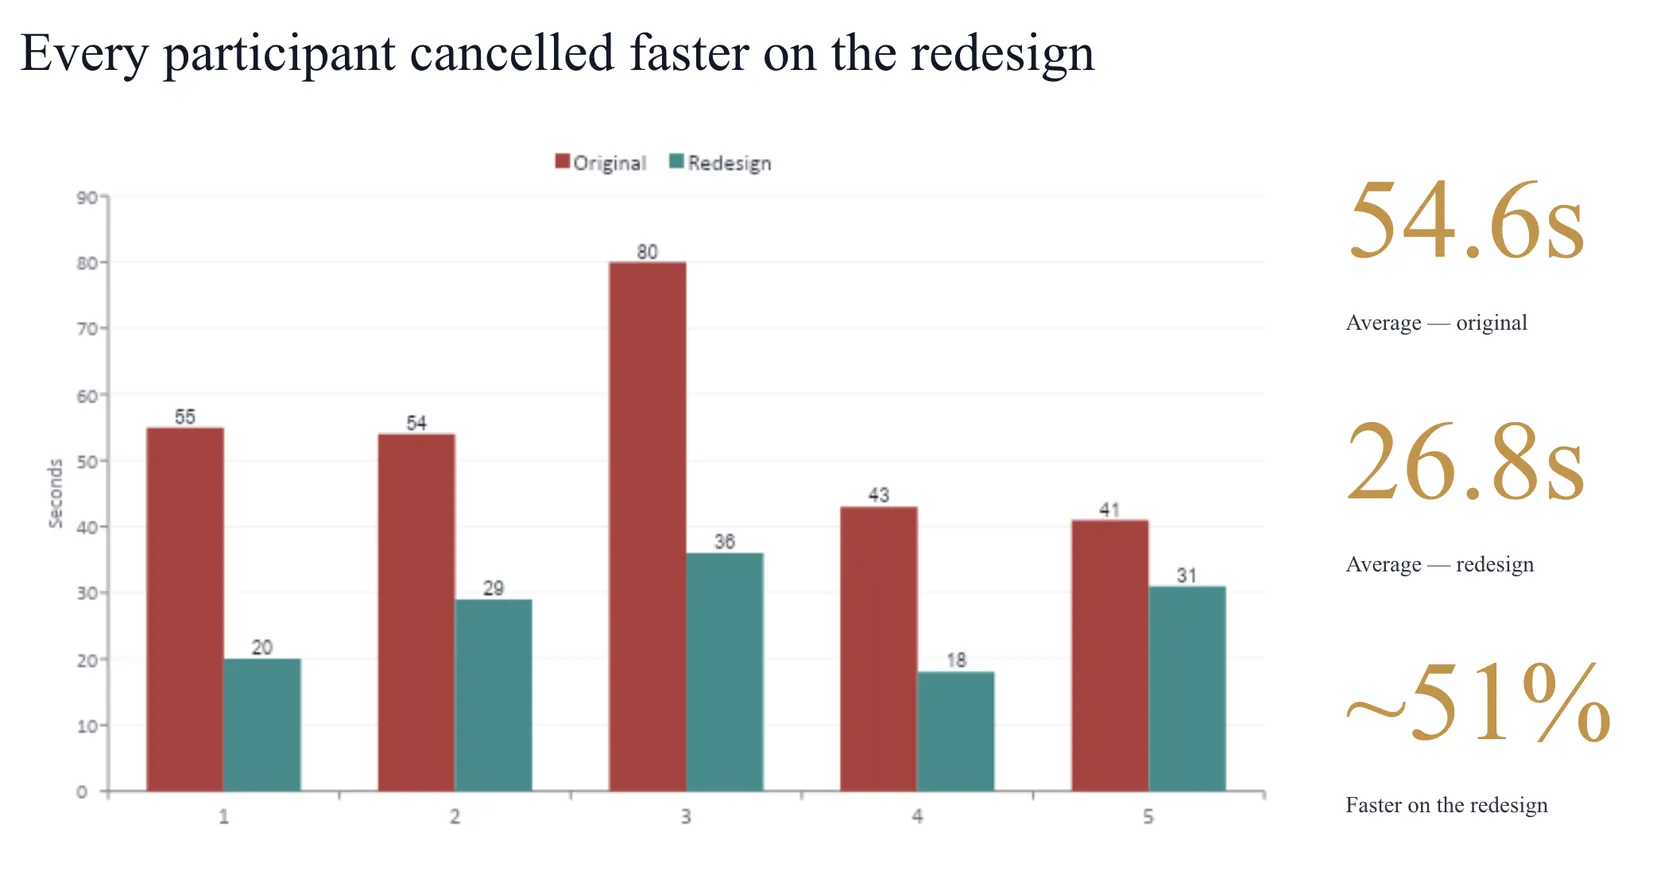 Every participant cancelled faster on the redesign
Original Redesign
90
80
70
60
50
40
30
20
10
0
Seconds
55
20
54
29
80
36
43
18
41
31
1 2 3 4 5
54.6s
Average — original
26.8s
Average — redesign
~51%
Faster on the redesign